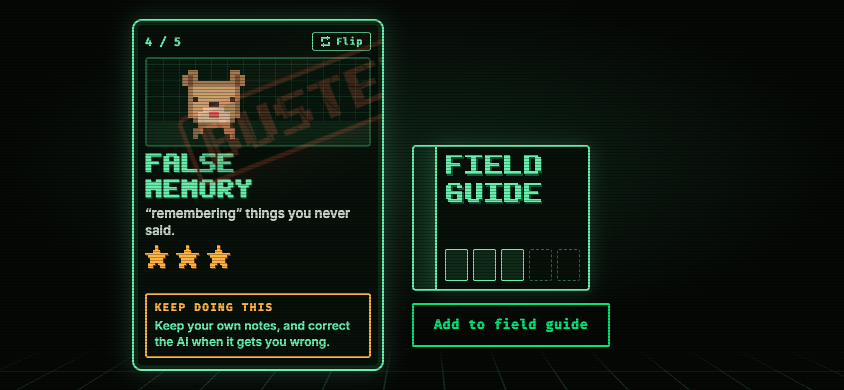 4 / 5
Flip
BUSTE
FALSE
MEMORY
“remembering” things you never
said.
KEEP DOING THIS
Keep your own notes, and correct
the AI when it gets you wrong.
FIELD
GUIDE
Add to field guide